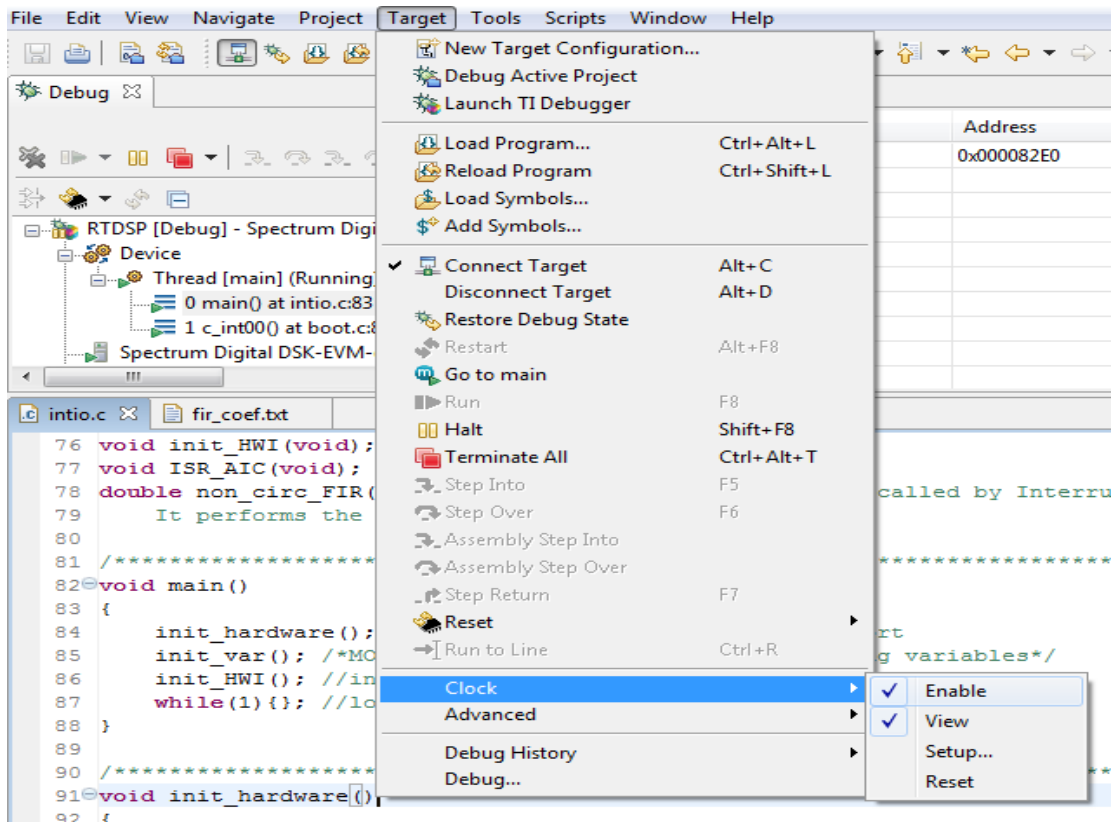 File Edit View Navigate Project Target Tools Scripts Window Help
New Target Configuration...
Debug Active Project
Launch TI Debugger
Load Program... Ctrl+Alt+L
Reload Program Ctrl+Shift+L
Load Symbols...
Add Symbols...
Connect Target Alt+C
Disconnect Target Alt+D
Restore Debug State
Restart Alt+F8
Go to main
Run F8
Halt Shift+F8
Terminate All Ctrl+Alt+T
Step Into F5
Step Over F6
Assembly Step Into
Assembly Step Over
Step Return F7
Reset
Run to Line Ctrl+R
Clock
Advanced
Debug History
Debug...
Enable
View
Setup...
Reset
Debug
RTDSP [Debug] - Spectrum Digi
Device
Thread [main] (Running)
0 main() at intio.c:83
1 c_int00() at boot.c:8
Spectrum Digital DSK-EVM-
Address
0x000082E0
intio.c fir_coef.txt
76 void init_HWI(void);
77 void ISR_AIC(void);
78 double non_circ_FIR( called by Interru
79 It performs the
80
81 /********************* ******************
82 void main()
83 {
84 init_hardware(); rt
85 init_var(); /*MO g variables*/
86 init_HWI(); //in
87 while(1){}; //lo
88 }
89
90 /********************* **
91 void init_hardware()
92 {